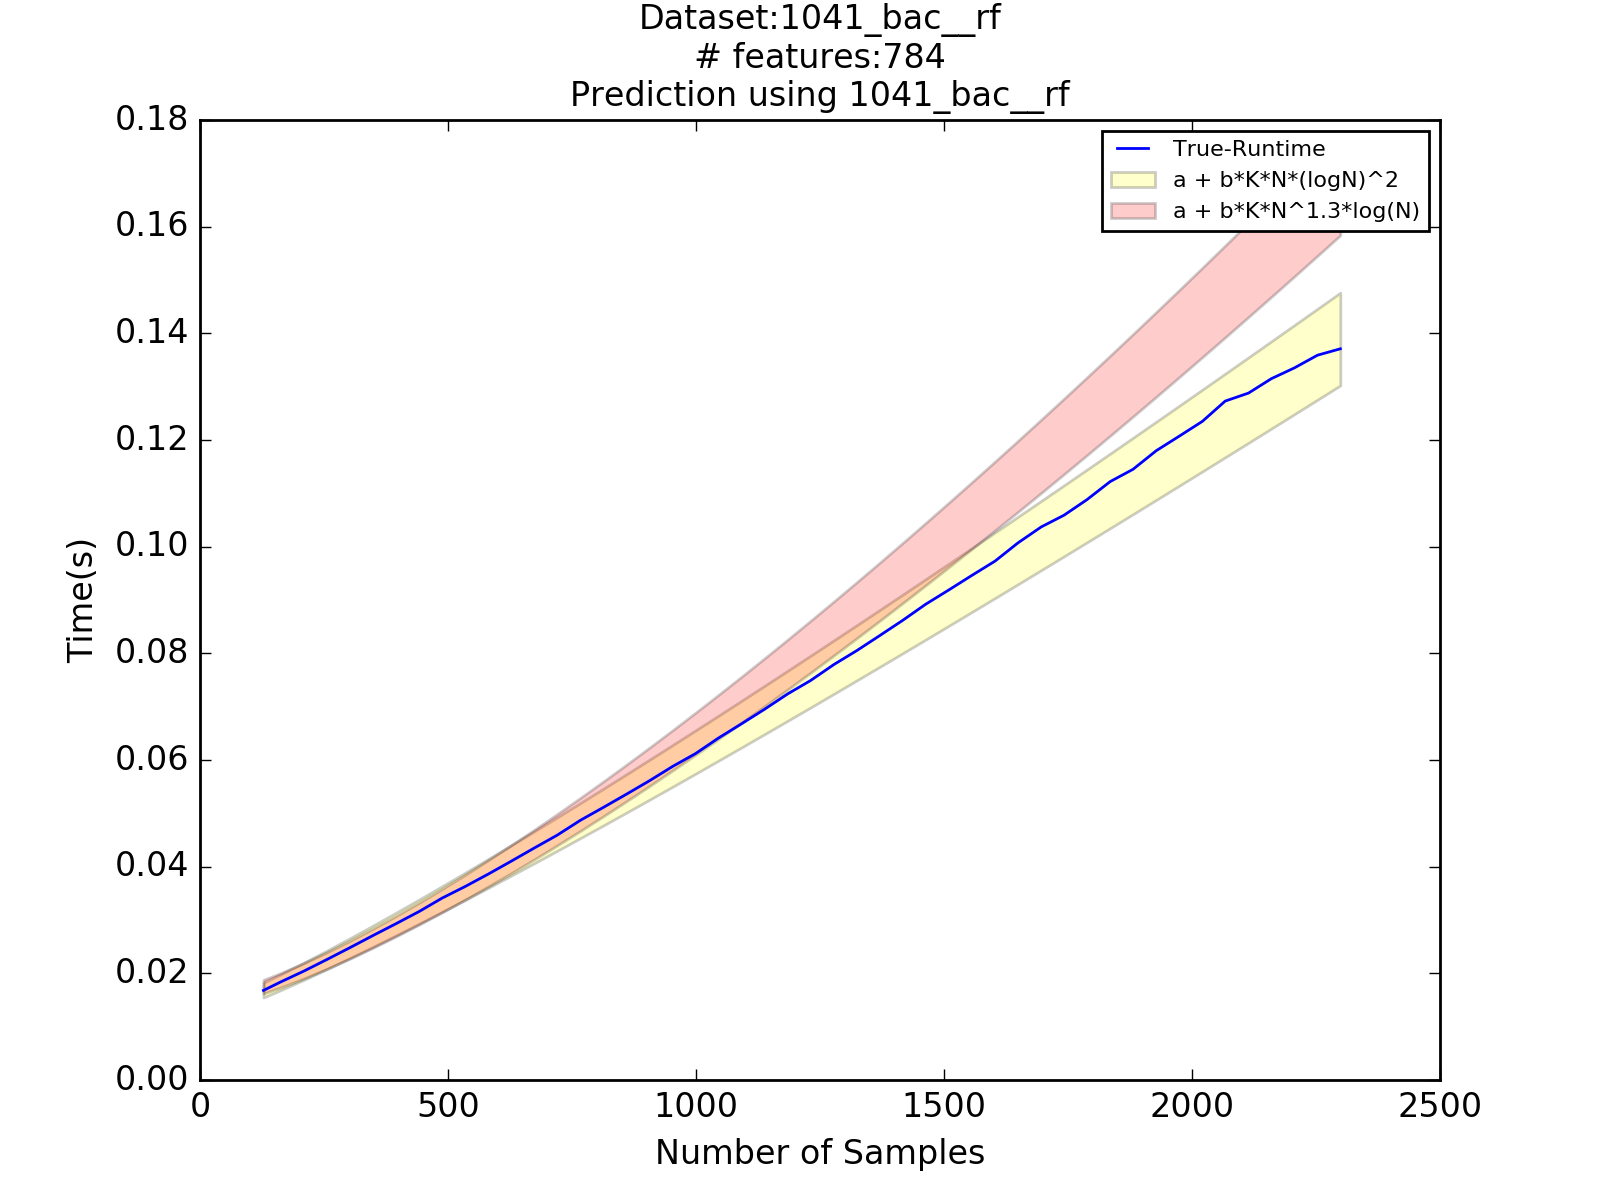 Dataset:1041_bac__rf
# features:784
Prediction using 1041_bac__rf
True-Runtime
a + b*K*N*(logN)^2
a + b*K*N^1.3*log(N)
0.18
0.16
0.14
0.12
0.10
0.08
0.06
0.04
0.02
0.00
Time(s)
0 500 1000 1500 2000 2500
Number of Samples